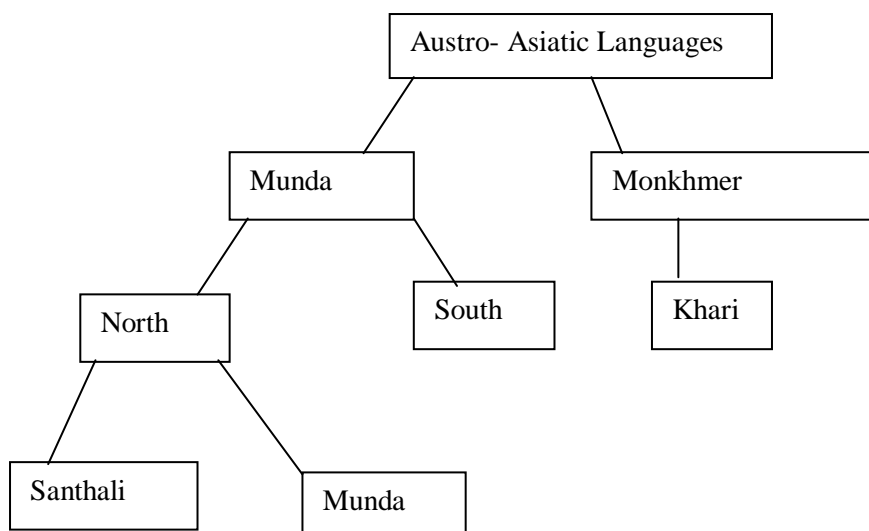 Austro- Asiatic Languages
Munda
Monkhmer
North
South
Khari
Santhali
Munda